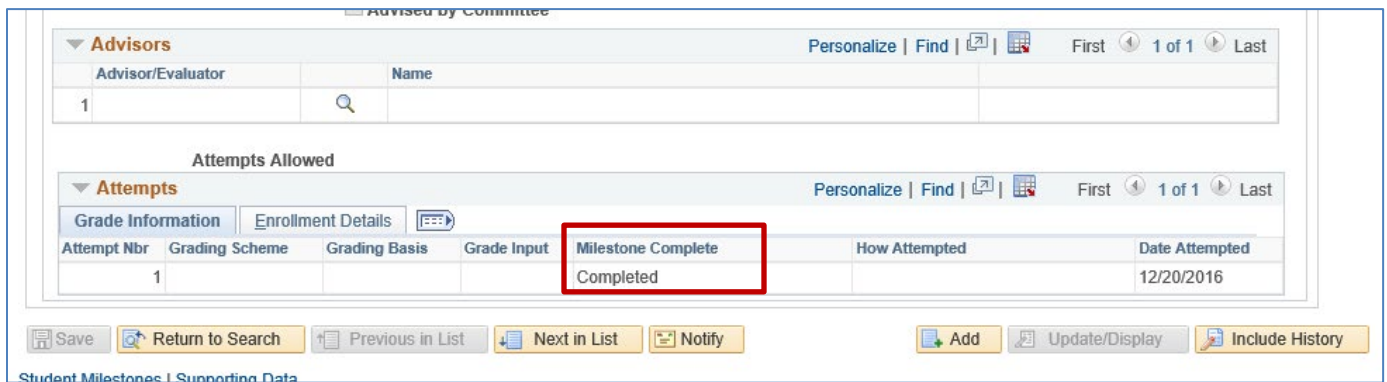 Advised by Committee
Advisors Personalize | Find | | First 1 of 1 Last
Advisor/Evaluator Name
1
Attempts Allowed
Attempts Personalize | Find | | First 1 of 1 Last
Grade Information Enrollment Details
Attempt Nbr Grading Scheme Grading Basis Grade Input Milestone Complete How Attempted Date Attempted
1 Completed 12/20/2016
Save Return to Search Previous in List Next in List Notify Add Update/Display Include History
Student Milestones | Supporting Data